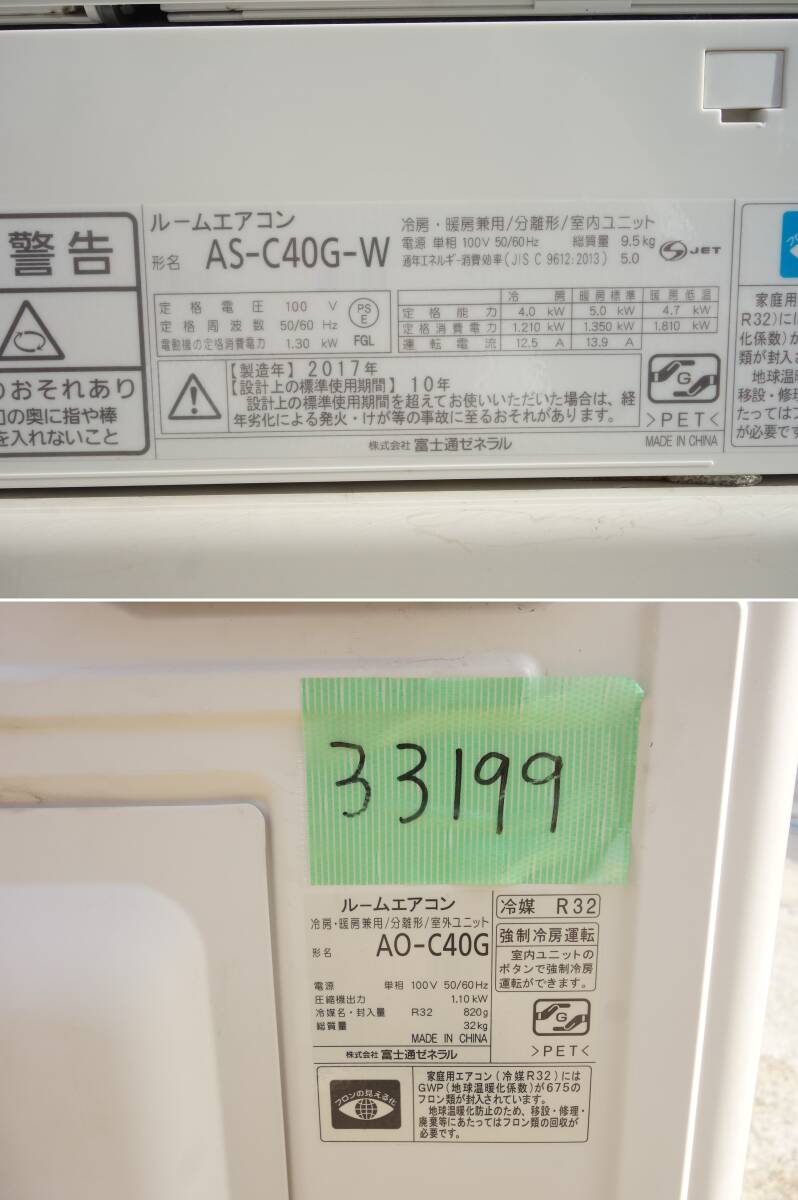 警告
のおそれあり
の奥に指や棒
を入れないこと
ルームエアコン
形名 AS-C40G-W
冷房・暖房兼用/分離形/室内ユニット
電源 単相 100V 50/60Hz 総質量 9.5kg
通年エネルギー消費効率(JIS C 9612:2013) 5.0
JET
定格電圧 100 V
定格周波数 50/60 Hz
電動機の定格消費電力 1.30 kW
PS
E
FGL
冷房 暖房標準 暖房低温
定格能力 4.0 kW 5.0 kW 4.7 kW
定格消費電力 1.210 kW 1.350 kW 1.810 kW
運転電流 12.5 A 13.9 A
【製造年】2017年
【設計上の標準使用期間】10年
設計上の標準使用期間を超えてお使いいただいた場合は、経
年劣化による発火・けが等の事故に至るおそれがあります。
G
>PET<
株式会社 富士通ゼネラル
MADE IN CHINA
家庭用
R32)に
化係数)が
類が封入さ
地球温
移設・修理
たってはフ
が必要です
33199
ルームエアコン
冷房・暖房兼用/分離形/室外ユニット
形名 AO-C40G
電源 単相 100V 50/60Hz
圧縮機出力 1.10kW
冷媒名・封入量 R32 820g
総質量 32kg
MADE IN CHINA
株式会社 富士通ゼネラル
冷媒 R32
強制冷房運転
室内ユニットの
ボタンで強制冷房
運転ができます。
G
>PET<
フロンの見える化
家庭用エアコン(冷媒R32)には
GWP(地球温暖化係数)が675の
フロン類が封入されています。
地球温暖化防止のため、移設・修理・
廃棄等にあたってはフロン類の回収が
必要です。